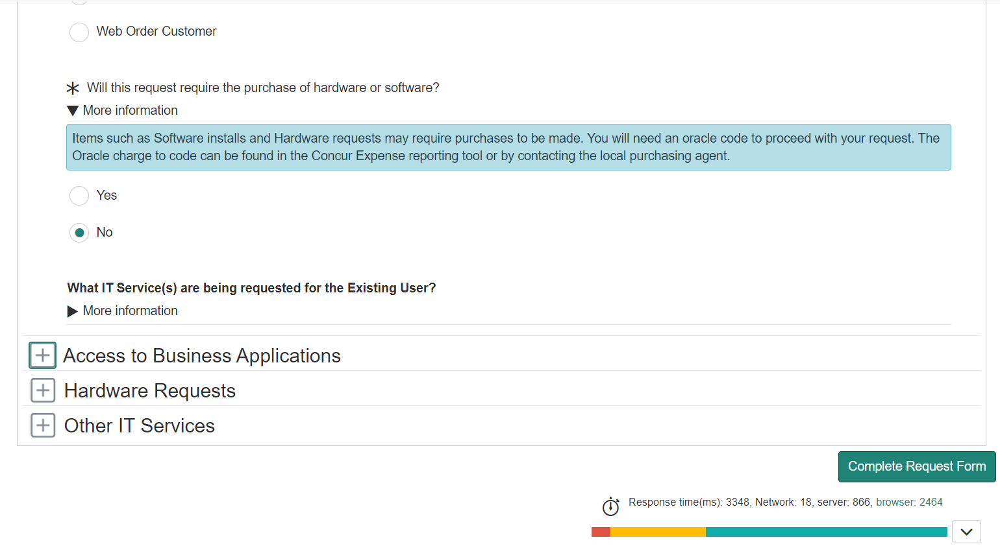 Web Order Customer
Will this request require the purchase of hardware or software?
More information
Items such as Software installs and Hardware requests may require purchases to be made. You will need an oracle code to proceed with your request. The
Oracle charge to code can be found in the Concur Expense reporting tool or by contacting the local purchasing agent.
Yes
No
What IT Service(s) are being requested for the Existing User?
More information
Access to Business Applications
Hardware Requests
Other IT Services
Complete Request Form
Response time(ms): 3348, Network: 18, server: 866, browser: 2464